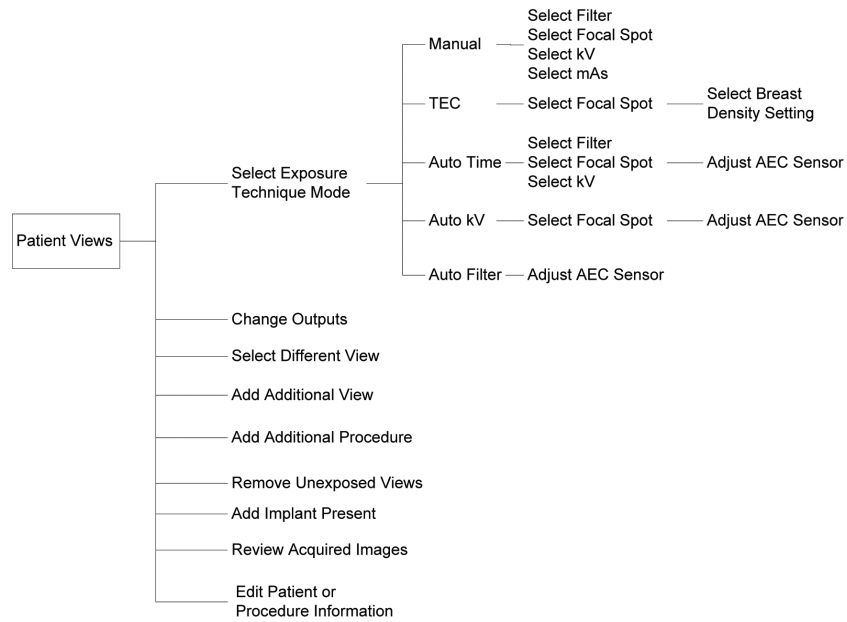 Patient Views
Select Exposure
Technique Mode
Manual
Select Filter
Select Focal Spot
Select kV
Select mAs
TEC
Select Focal Spot
Select Breast
Density Setting
Auto Time
Select Filter
Select Focal Spot
Select kV
Adjust AEC Sensor
Auto kV
Select Focal Spot
Adjust AEC Sensor
Auto Filter
Adjust AEC Sensor
Change Outputs
Select Different View
Add Additional View
Add Additional Procedure
Remove Unexposed Views
Add Implant Present
Review Acquired Images
Edit Patient or
Procedure Information